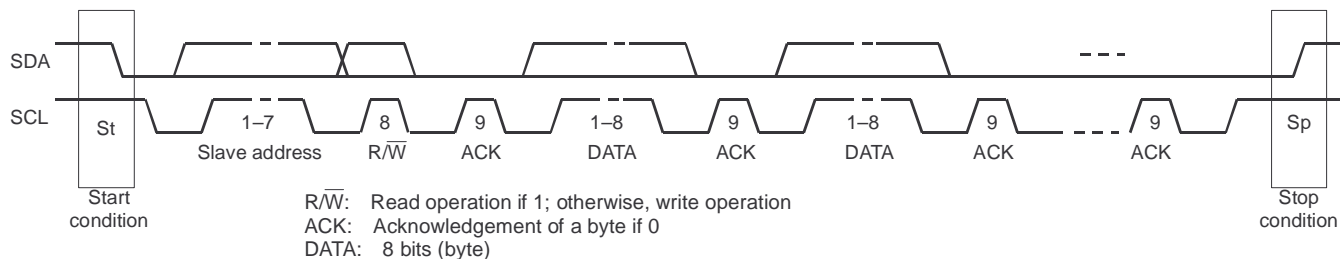 SDA
SCL
St 1–7 8 9 1–8 9 1–8 9 9 Sp
Slave address R/W̅ ACK DATA ACK DATA ACK ACK
Start
condition
Stop
condition
R/W̅: Read operation if 1; otherwise, write operation
ACK: Acknowledgement of a byte if 0
DATA: 8 bits (byte)